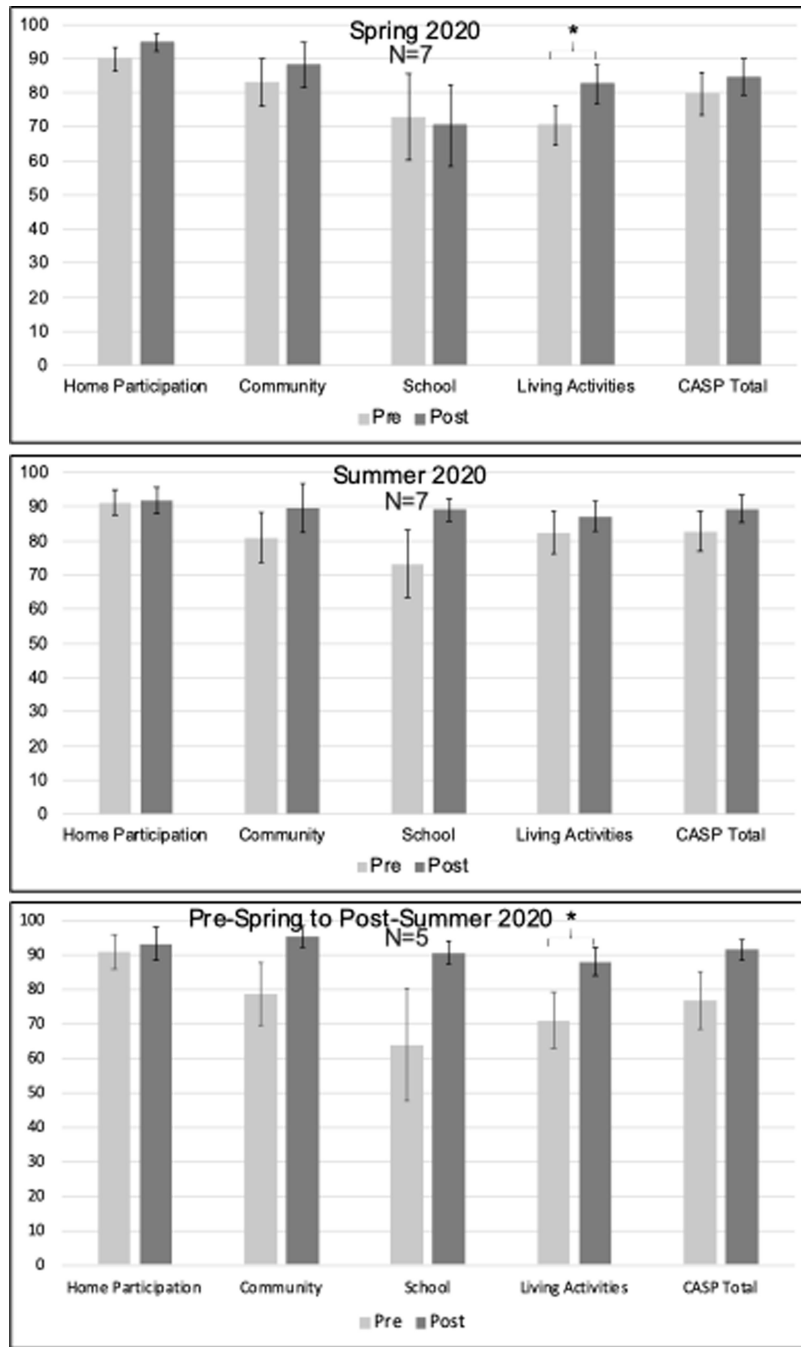 Spring 2020
N=7
*
100
90
80
70
60
50
40
30
20
10
0
Home Participation Community School Living Activities CASP Total
Pre Post
Summer 2020
N=7
100
90
80
70
60
50
40
30
20
10
0
Home Participation Community School Living Activities CASP Total
Pre Post
Pre-Spring to Post-Summer 2020 *
N=5
100
90
80
70
60
50
40
30
20
10
0
Home Participation Community School Living Activities CASP Total
Pre Post